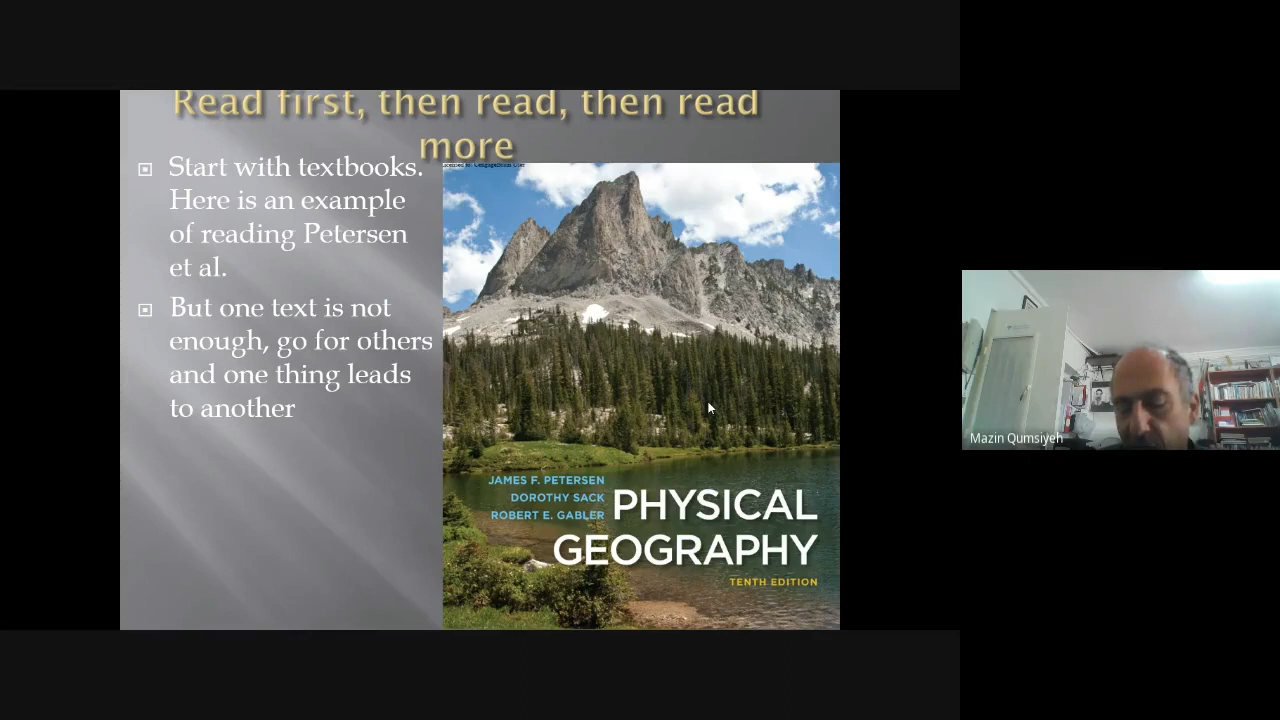 Read first, then read, then read
more
Start with textbooks.
Here is an example
of reading Petersen
et al.
But one text is not
enough, go for others
and one thing leads
to another
JAMES F. PETERSEN
DOROTHY SACK
ROBERT E. GABLER
PHYSICAL
GEOGRAPHY
TENTH EDITION
Mazin Qumsiyeh